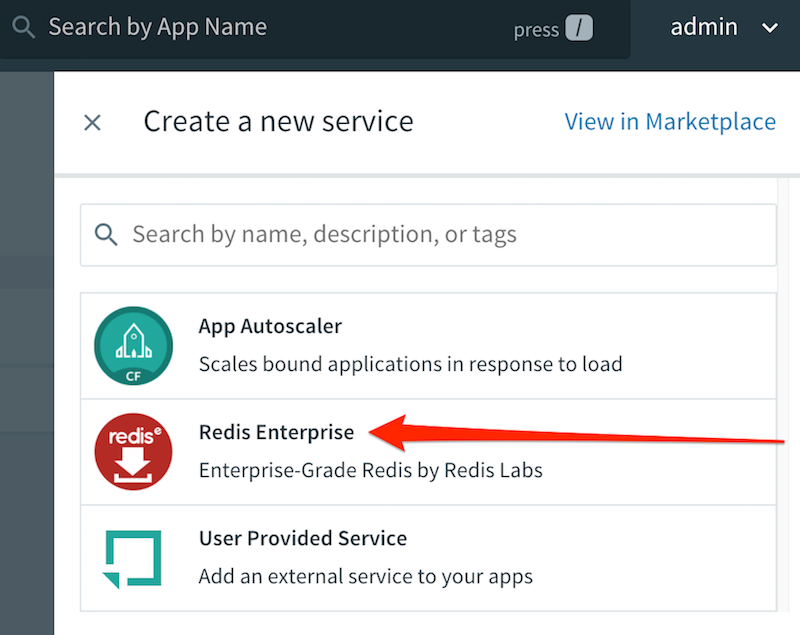 Search by App Name
press /
admin
Create a new service
View in Marketplace
Search by name, description, or tags
CF
App Autoscaler
Scales bound applications in response to load
redise
Redis Enterprise
Enterprise-Grade Redis by Redis Labs
User Provided Service
Add an external service to your apps